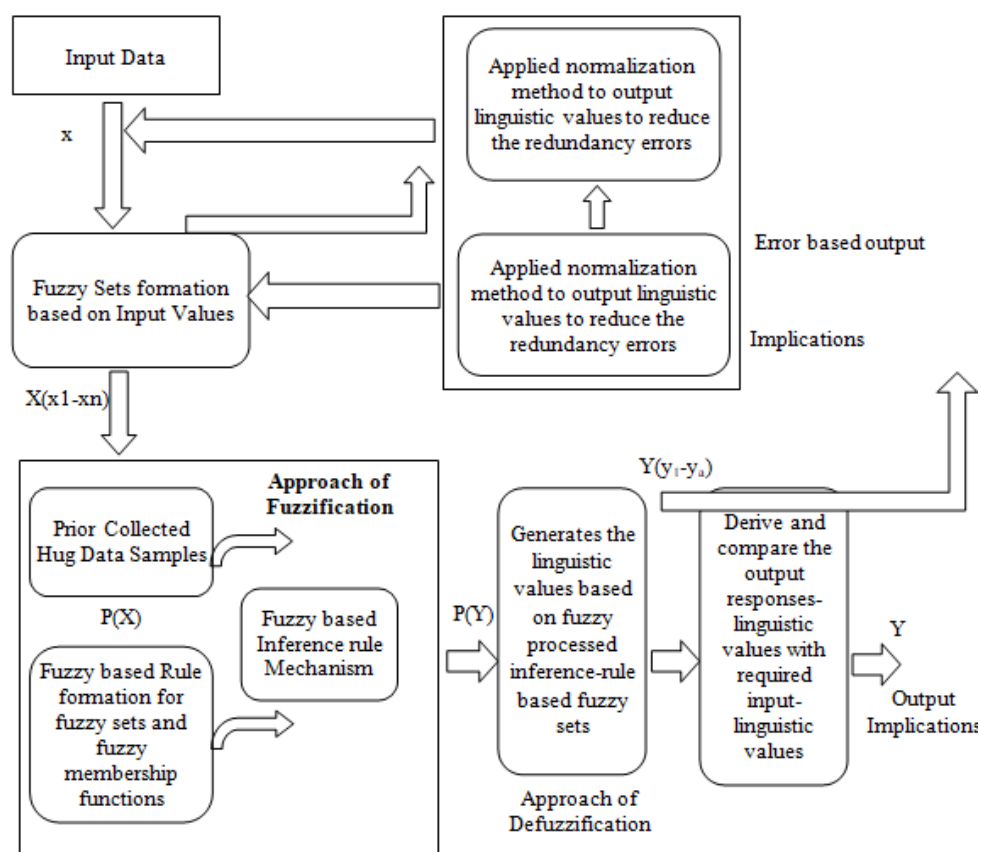 Input Data
x
Applied normalization
method to output
linguistic values to reduce
the redundancy errors
Fuzzy Sets formation
based on Input Values
Applied normalization
method to output linguistic
values to reduce the
redundancy errors
Error based output
Implications
X(x1-xn)
Approach of
Fuzzification
Prior Collected
Hug Data Samples
P(X)
Fuzzy based
Inference rule
Mechanism
Fuzzy based Rule
formation for
fuzzy sets and
fuzzy
membership
functions
P(Y)
Generates the
linguistic
values based
on fuzzy
processed
inference-rule
based fuzzy
sets
Approach of
Defuzzification
Y(y₁-yₐ)
Derive and
compare the
output
responses-
linguistic
values with
required
input-
linguistic
values
Y
Output
Implications